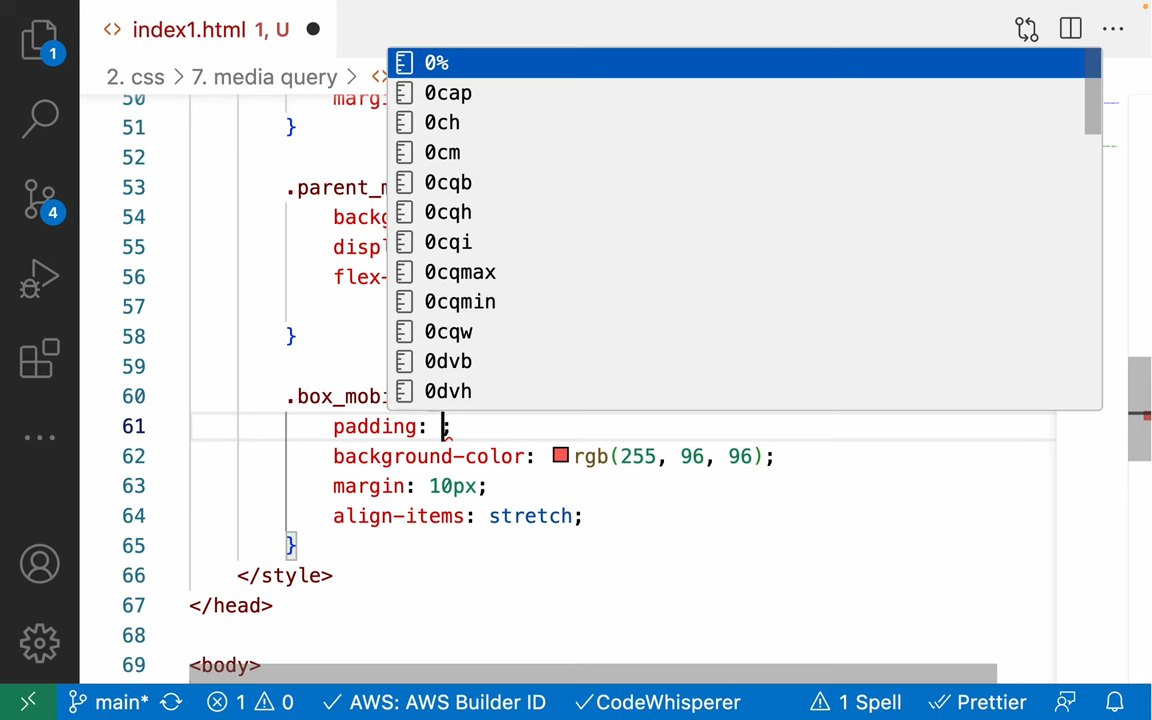 1
<> index1.html 1, U ●
2. css > 7. media query > <>
0%
0cap
0ch
0cm
0cqb
0cqh
0cqi
0cqmax
0cqmin
0cqw
0dvb
0dvh
50 margi
51 }
52
53 .parent_m
54 backg
55 displ
56 flex-
57
58 }
59
60 .box_mobi
61 padding: ;
62 background-color: rgb(255, 96, 96);
63 margin: 10px;
64 align-items: stretch;
65 }
66 </style>
67 </head>
68
69 <body>
4
main* 1 0 AWS: AWS Builder ID CodeWhisperer 1 Spell Prettier